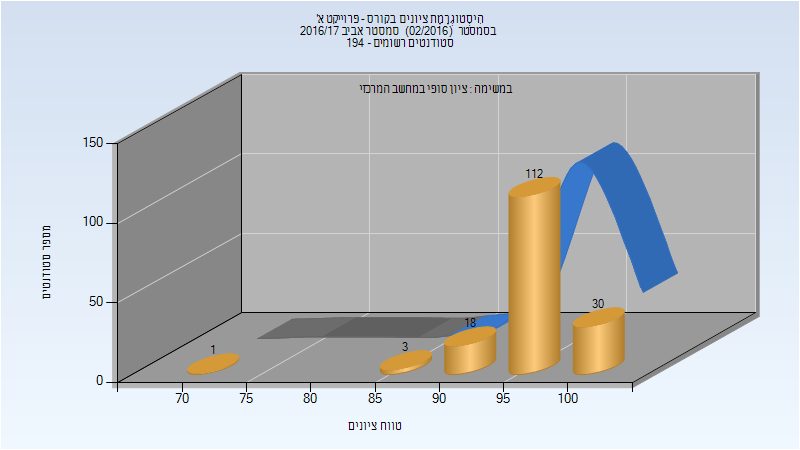 היסטוגרמת ציונים בקורס - פרוייקט א'
בסמסטר (02/2016) סמסטר אביב 2016/17
סטודנטים רשומים - 194
במשימה : ציון סופי במחשב המרכזי
מספר סטודנטים
150
100
50
0
1
3
18
112
30
70
75
80
85
90
95
100
טווח ציונים